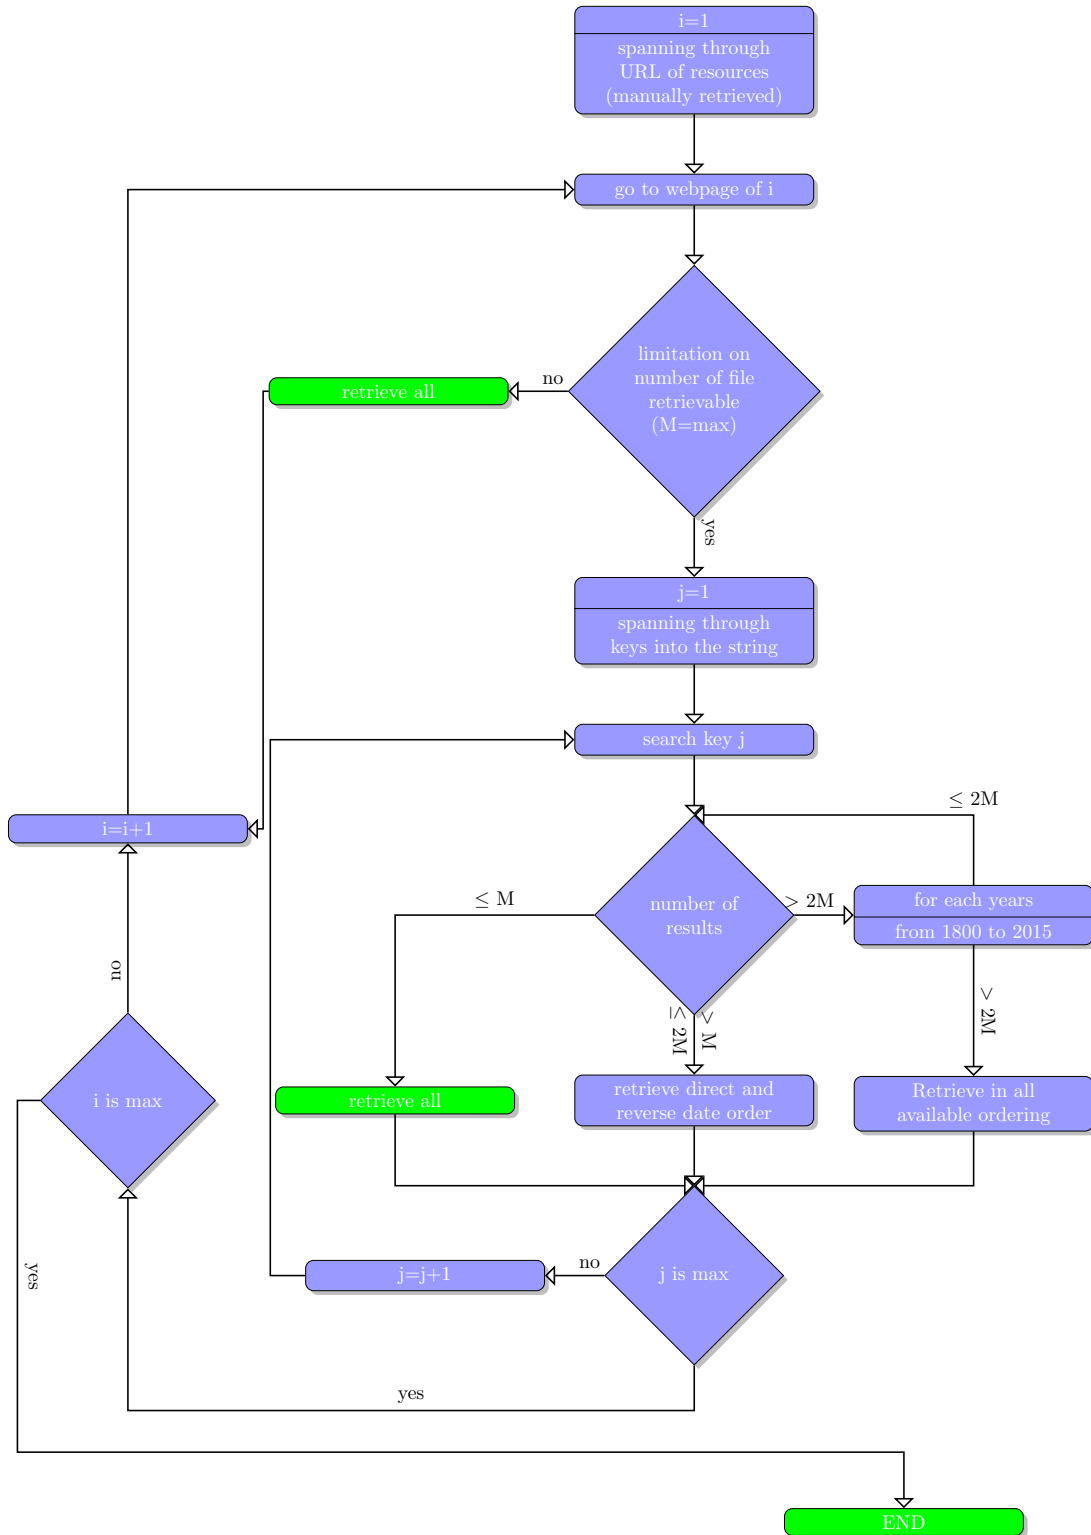 i=1
spanning through
URL of resources
(manually retrieved)
go to webpage of i
limitation on
number of file
retrievable
(M=max)
no
retrieve all
yes
j=1
spanning through
keys into the string
search key j
≤ 2M
i=i+1
≤ M
number of
results
> 2M
for each years
from 1800 to 2015
no
> M
≤ 2M
> 2M
i is max
retrieve all
retrieve direct and
reverse date order
Retrieve in all
available ordering
yes
j=j+1
no
j is max
yes
END